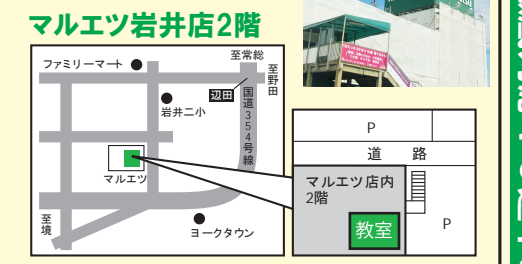 マルエツ岩井店2階
ファミリーマート
至常総
至野田
辺田
国道354号線
岩井二小
マルエツ
至境
ヨークタウン
P
道 路
マルエツ店内
2階
教室
P